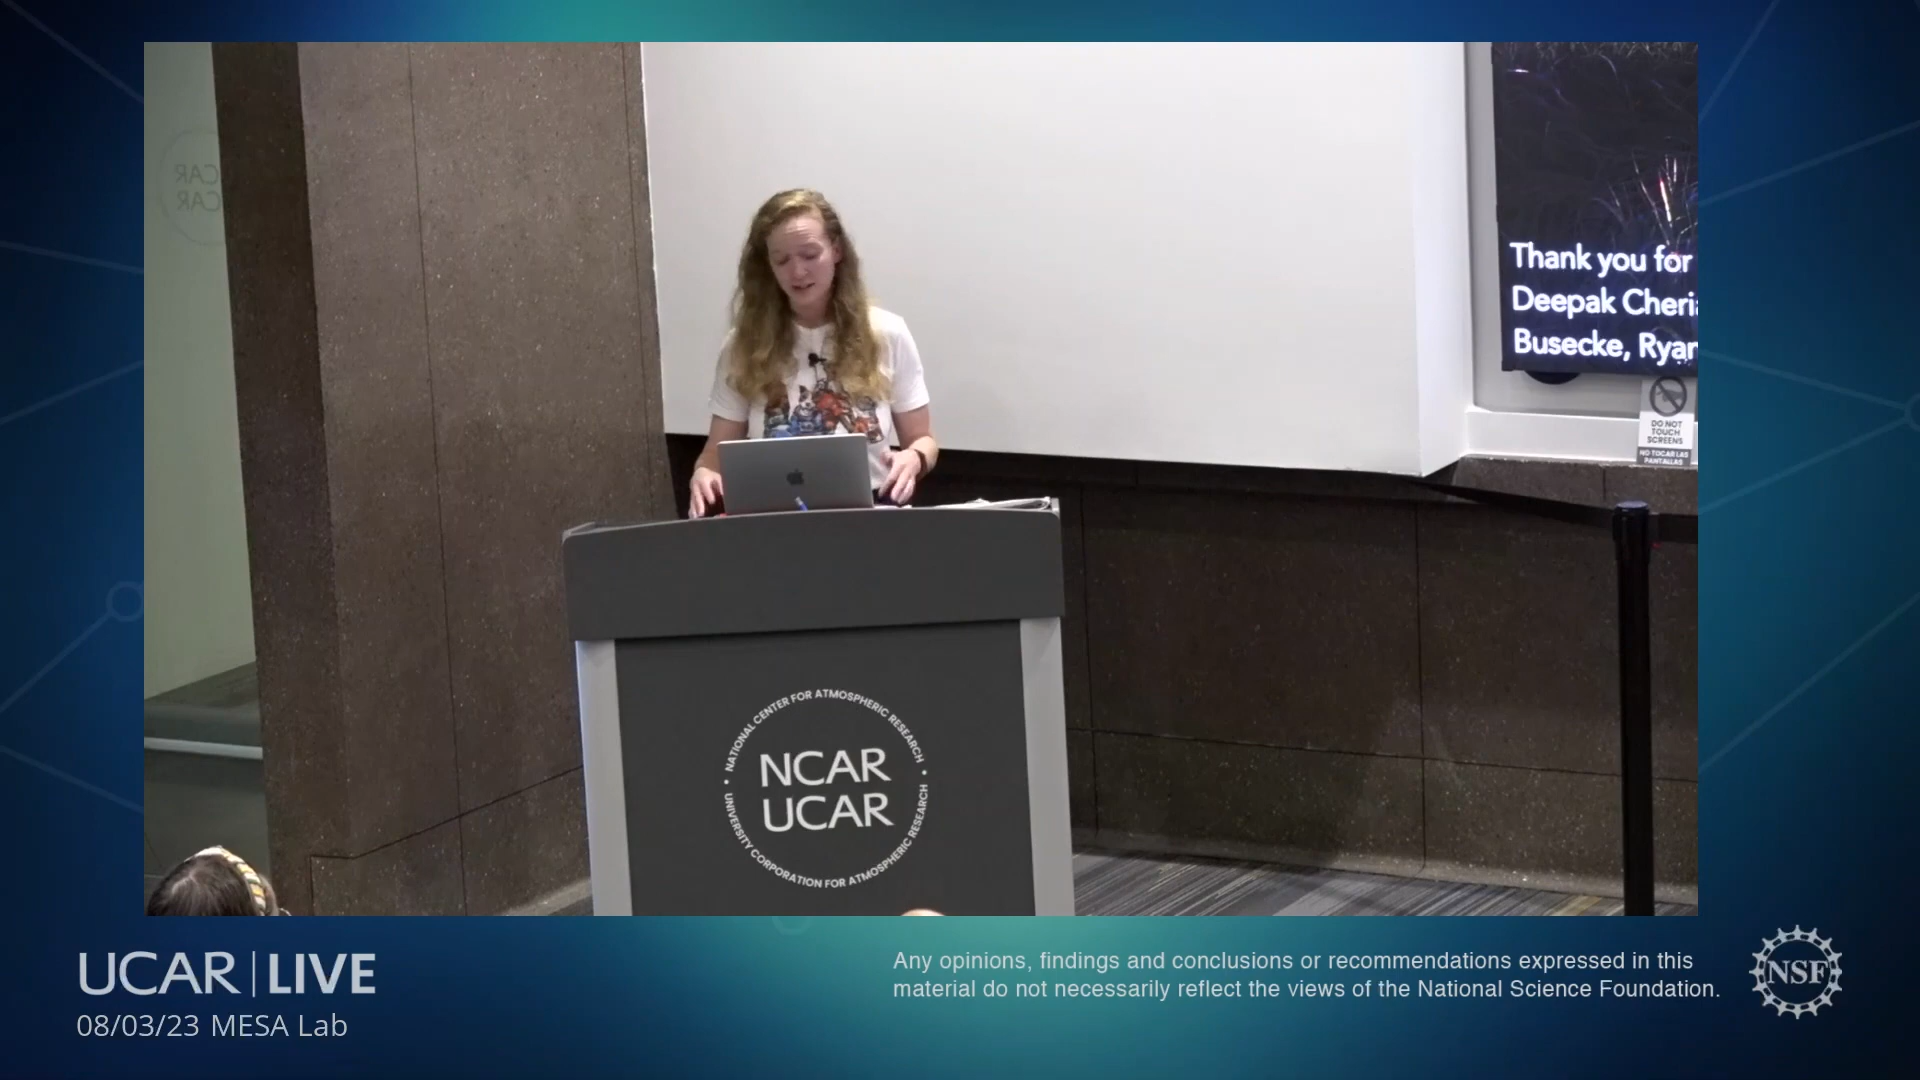 Thank you for
Deepak Cheria
Busecke, Ryan
DO NOT
TOUCH
SCREENS
NO TOCAR LAS
PANTALLAS
NATIONAL CENTER FOR ATMOSPHERIC RESEARCH
NCAR
UCAR
UNIVERSITY CORPORATION FOR ATMOSPHERIC RESEARCH
UCAR | LIVE
08/03/23 MESA Lab
Any opinions, findings and conclusions or recommendations expressed in this
material do not necessarily reflect the views of the National Science Foundation.
NSF